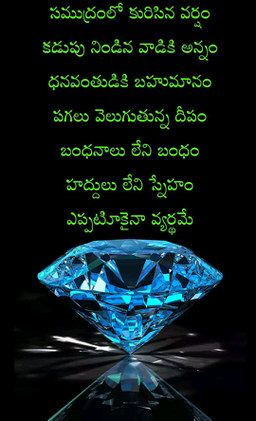 సముద్రంలో కురిసిన వర్షం
కడుపు నిండిన వాడికి అన్నం
ధనవంతుడికి బహుమానం
పగలు వెలుగుతున్న దీపం
బంధనాలు లేని బంధం
హద్దులు లేని స్నేహం
ఎప్పటికైనా వ్యర్థమే